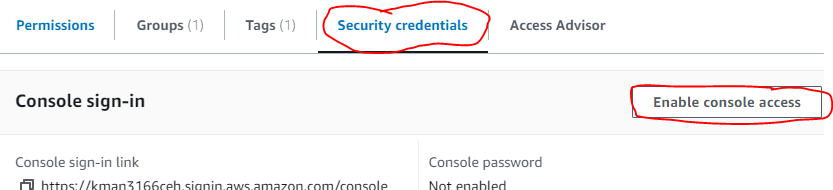 Permissions Groups (1) Tags (1) Security credentials Access Advisor
Console sign-in Enable console access
Console sign-in link Console password
https://kman3166ceh.signin.aws.amazon.com/console Not enabled